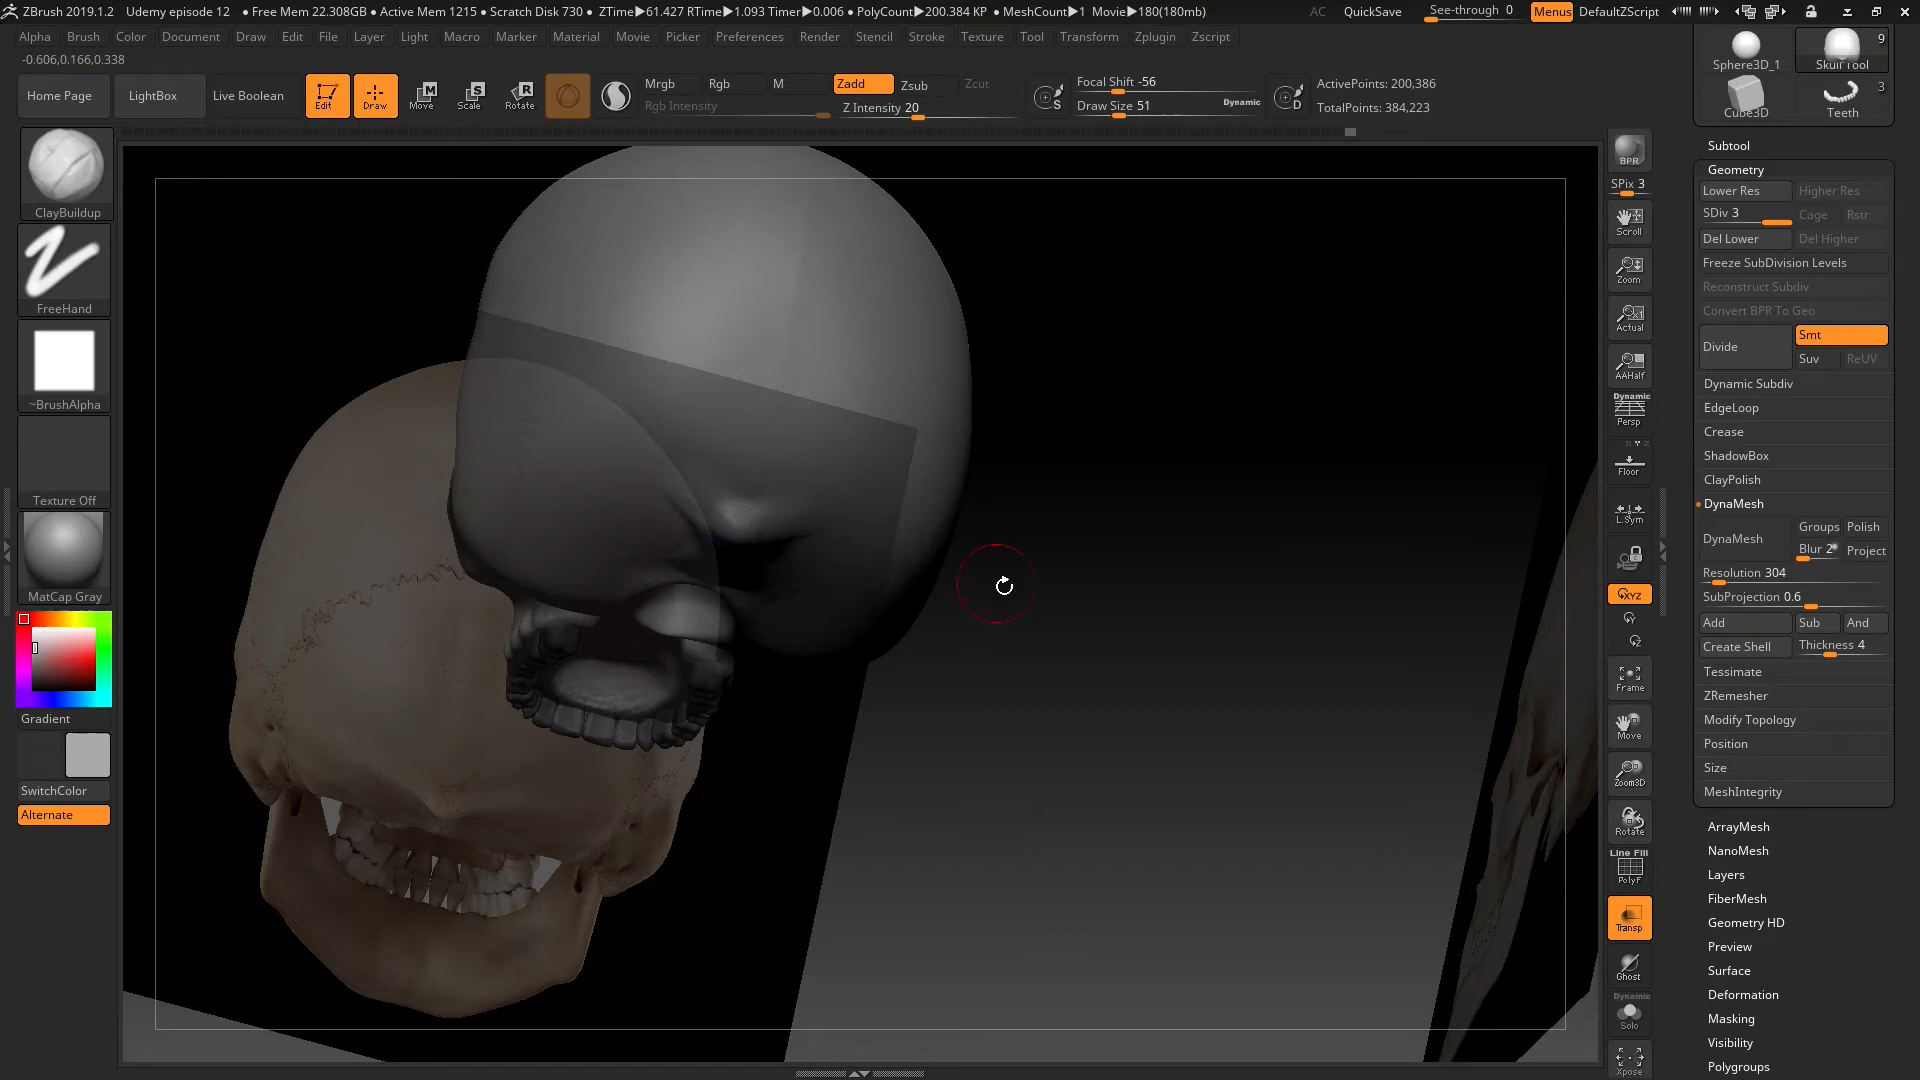 ZBrush 2019.1.2 Udemy episode 12 ● Free Mem 22.308GB ● Active Mem 1215 ● Scratch Disk 730 ● ZTime▶61.427 RTime▶1.093 Timer▶0.006 ● PolyCount▶200.384 KP ● MeshCount▶1 Movie▶180(180mb) AC QuickSave See-through 0 Menus DefaultZScript
Alpha Brush Color Document Draw Edit File Layer Light Macro Marker Material Movie Picker Preferences Render Stencil Stroke Texture Tool Transform Zplugin Zscript
-0.606,0.166,0.338
Home Page LightBox Live Boolean Edit Draw Move Scale Rotate
Mrgb Rgb M Zadd Zsub Zcut
Rgb Intensity Z Intensity 20
S Focal Shift -56
Draw Size 51 Dynamic
D ActivePoints: 200,386
TotalPoints: 384,223
ClayBuildup
FreeHand
~BrushAlpha
Texture Off
MatCap Gray
Gradient
SwitchColor
Alternate
BPR
SPix 3
Scroll
Zoom
Actual
AAHalf
Dynamic
Persp
Floor
L.Sym
XYZ
Y
Z
Frame
Move
Zoom3D
Rotate
Line Fill
PolyF
Transp
Ghost
Dynamic
Solo
Xpose
9
Sphere3D_1 Skull Tool
3
Cube3D Teeth
Subtool
Geometry
Lower Res Higher Res
SDiv 3 Cage Rstr
Del Lower Del Higher
Freeze SubDivision Levels
Reconstruct Subdiv
Convert BPR To Geo
Divide Smt
Suv ReUV
Dynamic Subdiv
EdgeLoop
Crease
ShadowBox
ClayPolish
DynaMesh
DynaMesh Groups Polish
Blur 2 Project
Resolution 304
SubProjection 0.6
Add Sub And
Create Shell Thickness 4
Tessimate
ZRemesher
Modify Topology
Position
Size
MeshIntegrity
ArrayMesh
NanoMesh
Layers
FiberMesh
Geometry HD
Preview
Surface
Deformation
Masking
Visibility
Polygroups